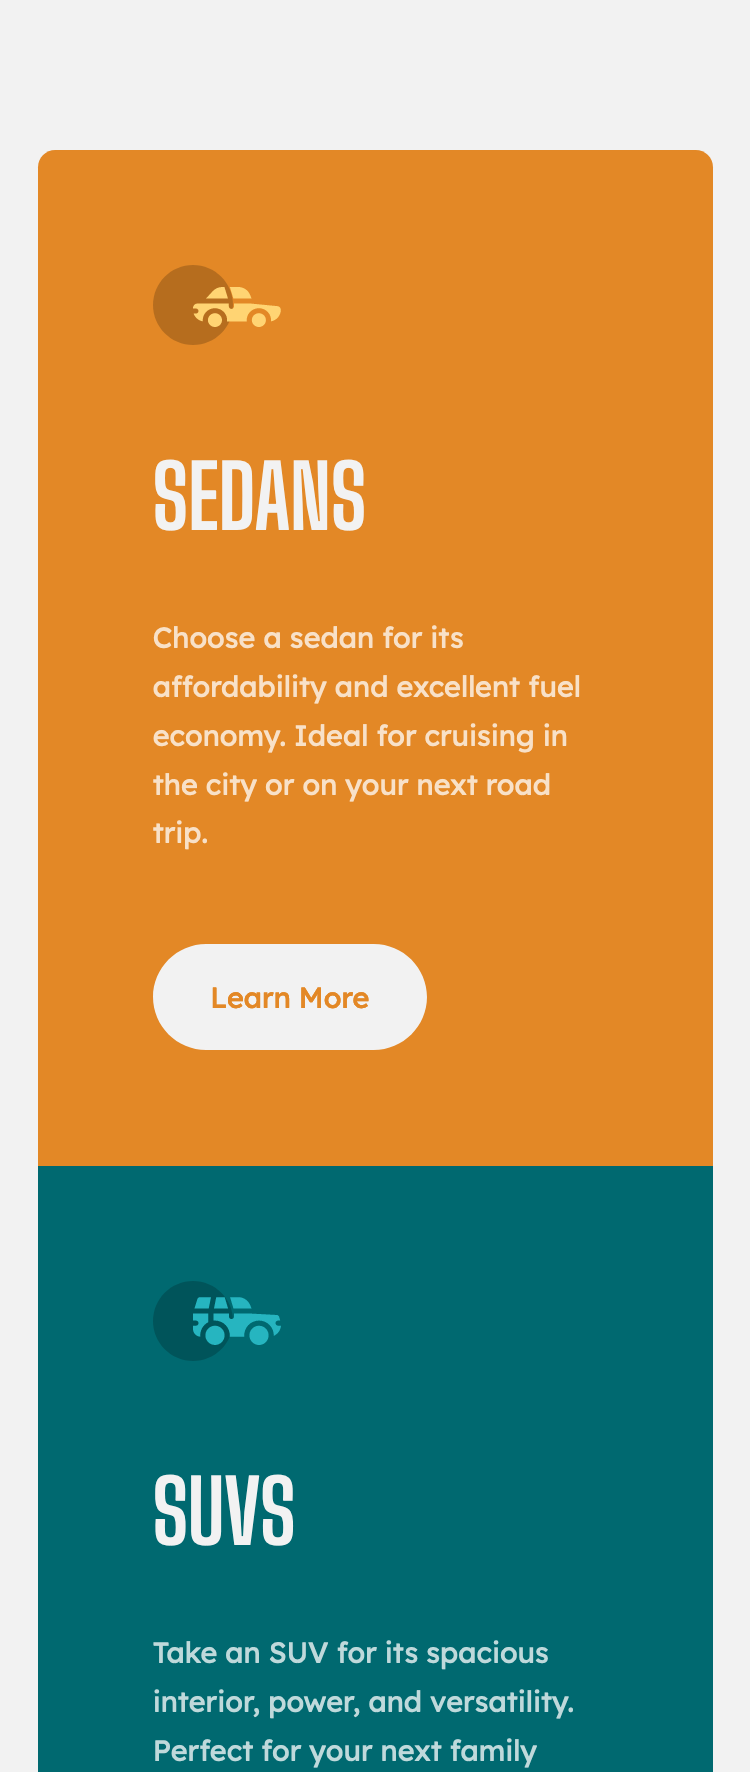 SEDANS
Choose a sedan for its
affordability and excellent fuel
economy. Ideal for cruising in
the city or on your next road
trip.
Learn More
SUVS
Take an SUV for its spacious
interior, power, and versatility.
Perfect for your next family